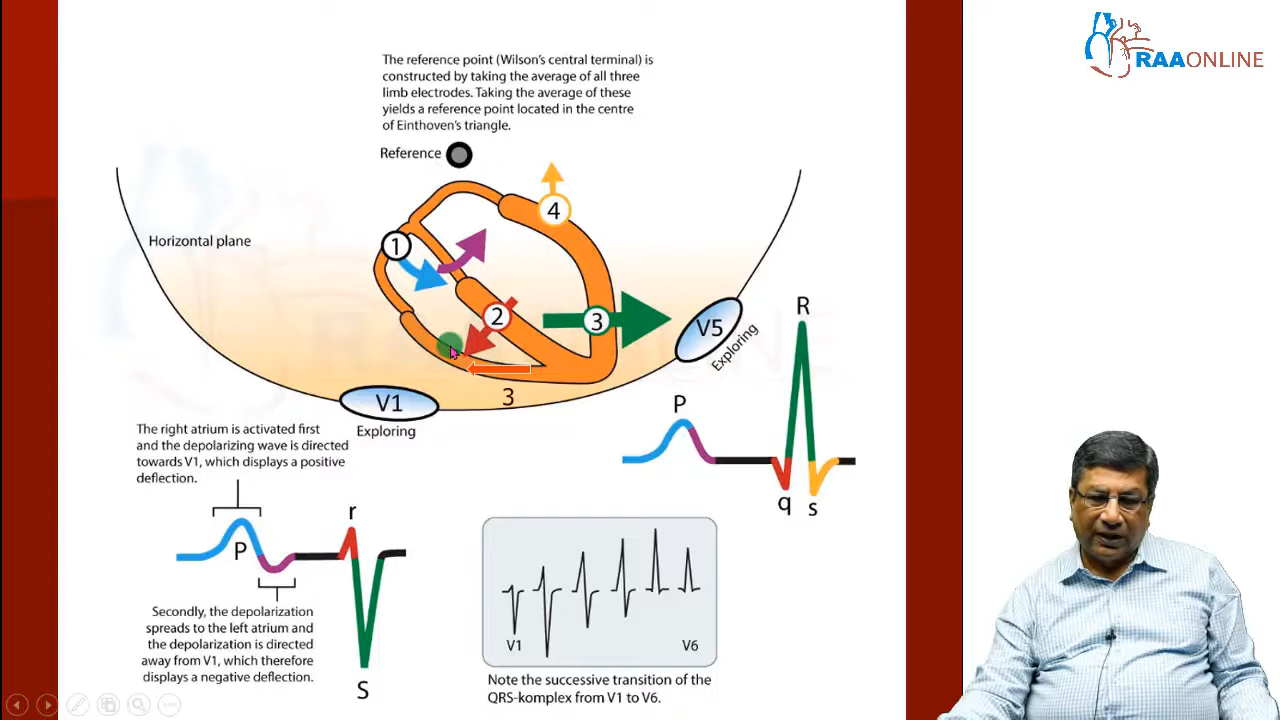 The reference point (Wilson's central terminal) is
constructed by taking the average of all three
limb electrodes. Taking the average of these
yields a reference point located in the centre
of Einthoven's triangle.
Reference
RAAONLINE
Horizontal plane
1
2
3
4
3
V1
Exploring
V5
Exploring
The right atrium is activated first
and the depolarizing wave is directed
towards V1, which displays a positive
deflection.
P
r
S
Secondly, the depolarization
spreads to the left atrium and
the depolarization is directed
away from V1, which therefore
displays a negative deflection.
P
R
q
s
V1
V6
Note the successive transition of the
QRS-komplex from V1 to V6.